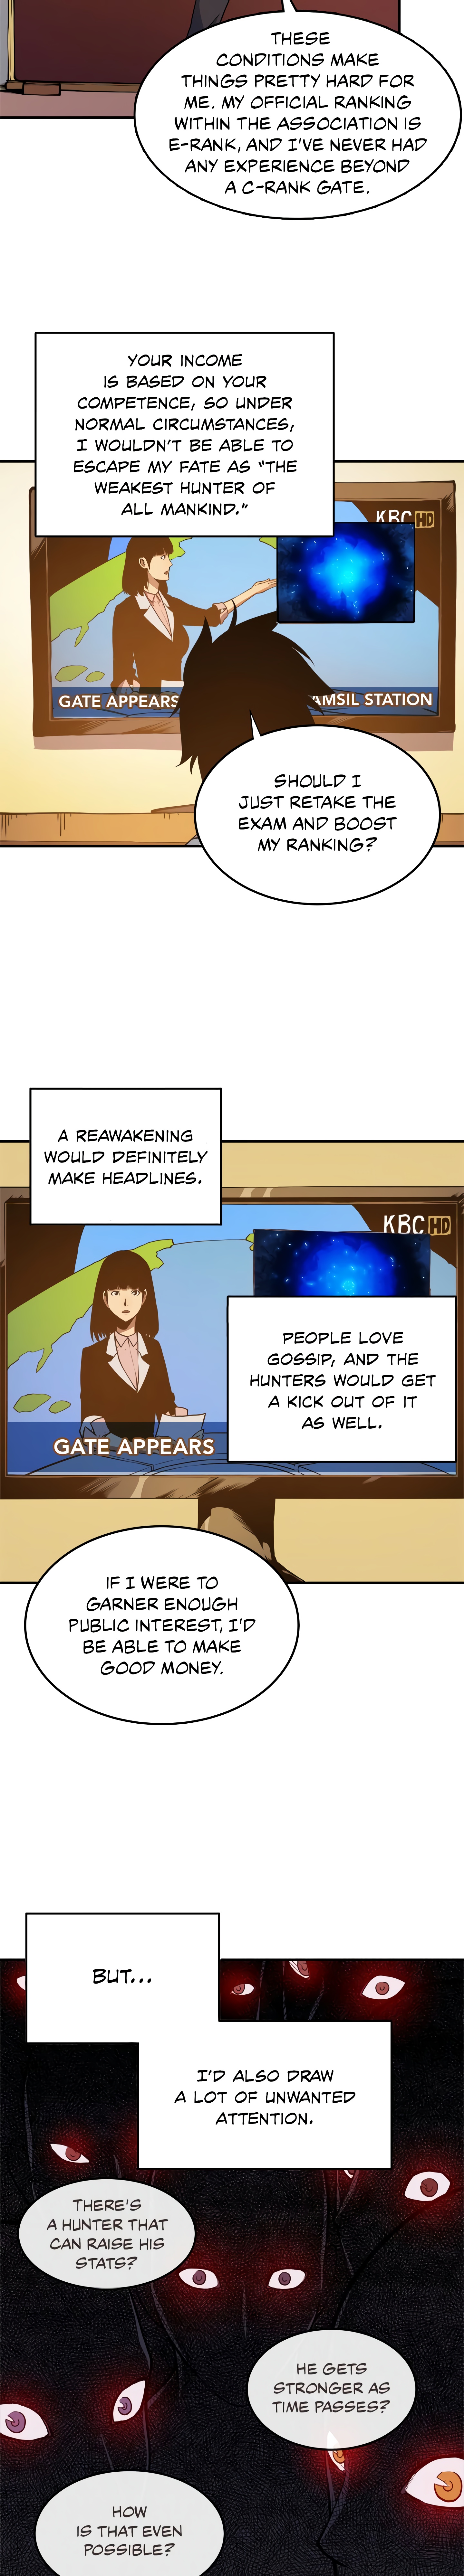 THESE
CONDITIONS MAKE
THINGS PRETTY HARD FOR
ME. MY OFFICIAL RANKING
WITHIN THE ASSOCIATION IS
E-RANK, AND I'VE NEVER HAD
ANY EXPERIENCE BEYOND
A C-RANK GATE.
YOUR INCOME
IS BASED ON YOUR
COMPETENCE, SO UNDER
NORMAL CIRCUMSTANCES,
I WOULDN'T BE ABLE TO
ESCAPE MY FATE AS "THE
WEAKEST HUNTER OF
ALL MANKIND."
KBC HD
GATE APPEARS AMSIL STATION
SHOULD I
JUST RETAKE THE
EXAM AND BOOST
MY RANKING?
A REAWAKENING
WOULD DEFINITELY
MAKE HEADLINES.
KBC HD
PEOPLE LOVE
GOSSIP, AND THE
HUNTERS WOULD GET
A KICK OUT OF IT
AS WELL.
GATE APPEARS
IF I WERE TO
GARNER ENOUGH
PUBLIC INTEREST, I'D
BE ABLE TO MAKE
GOOD MONEY.
BUT...
I'D ALSO DRAW
A LOT OF UNWANTED
ATTENTION.
THERE'S
A HUNTER THAT
CAN RAISE HIS
STATS?
HE GETS
STRONGER AS
TIME PASSES?
HOW
IS THAT EVEN
POSSIBLE?